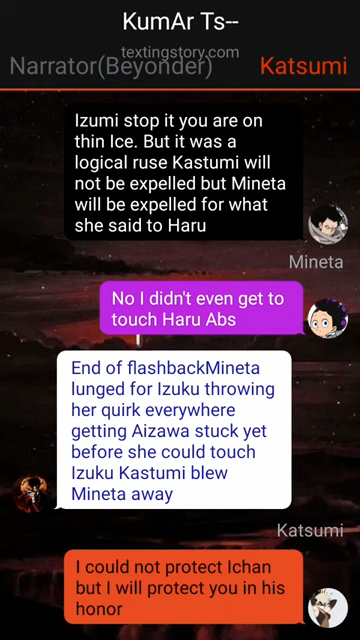 KumAr Ts--
textingstory.com
Narrator(Beyonder) Katsumi
Izumi stop it you are on
thin Ice. But it was a
logical ruse Kastumi will
not be expelled but Mineta
will be expelled for what
she said to Haru
Mineta
No I didn't even get to
touch Haru Abs
End of flashbackMineta
lunged for Izuku throwing
her quirk everywhere
getting Aizawa stuck yet
before she could touch
Izuku Kastumi blew
Mineta away
Katsumi
I could not protect Ichan
but I will protect you in his
honor